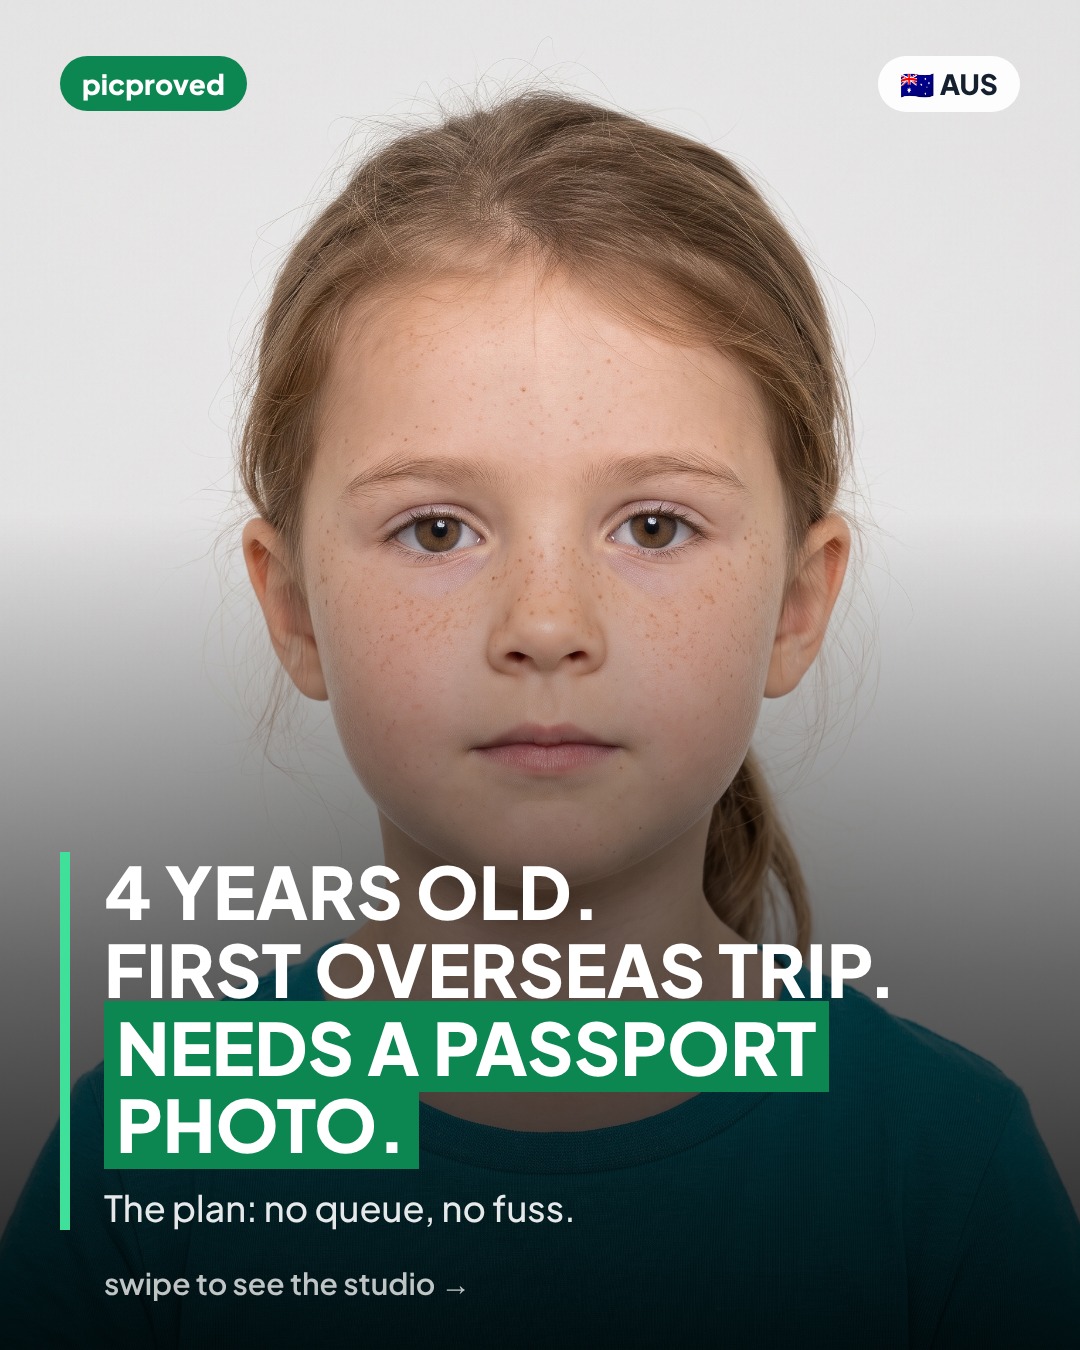 picproved
🇦🇺 AUS
4 YEARS OLD.
FIRST OVERSEAS TRIP.
NEEDS A PASSPORT
PHOTO.
The plan: no queue, no fuss.
swipe to see the studio →